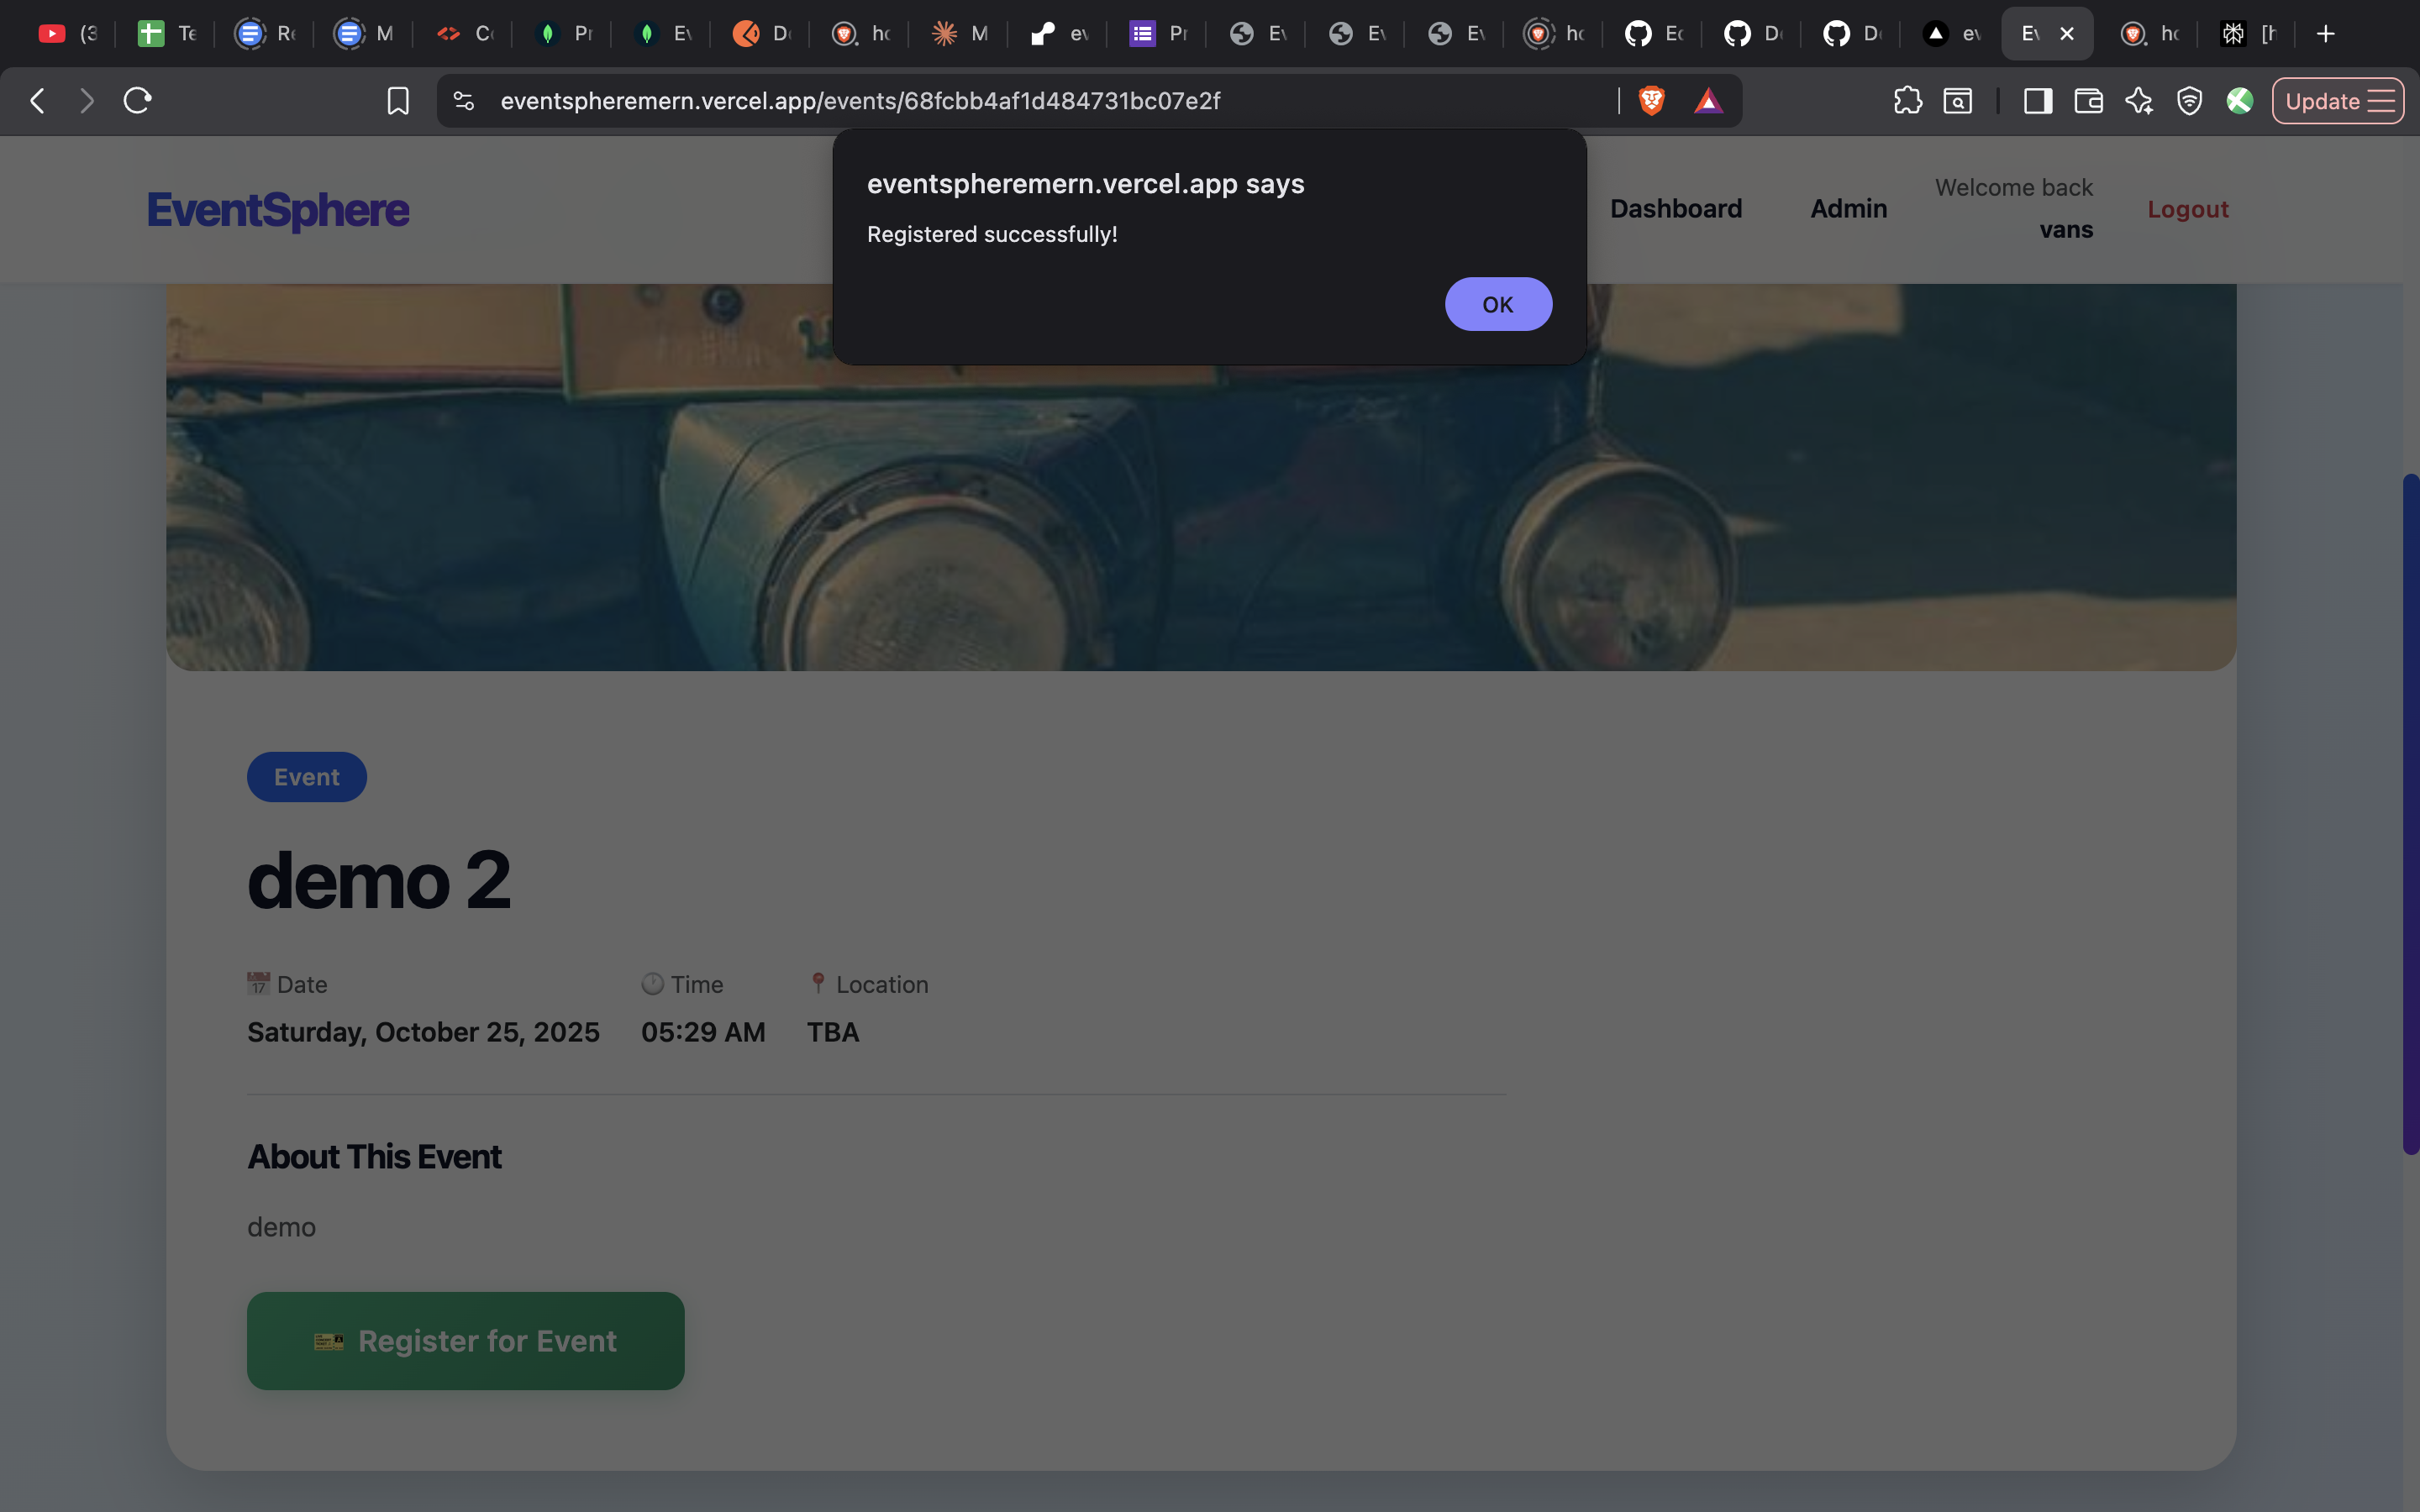 (3
Te
Re
M
Co
Pr
Ev
De
ho
M
ev
Pr
Ev
Ev
Ev
ho
Ec
De
De
ev
Ev
ho
[h
eventspheremern.vercel.app/events/68fcbb4af1d484731bc07e2f
Update
eventspheremern.vercel.app says
Registered successfully!
OK
EventSphere
Dashboard
Admin
Welcome back
vans
Logout
Event
demo 2
📅 Date
🕐 Time
📍 Location
Saturday, October 25, 2025
05:29 AM
TBA
About This Event
demo
🎫 Register for Event